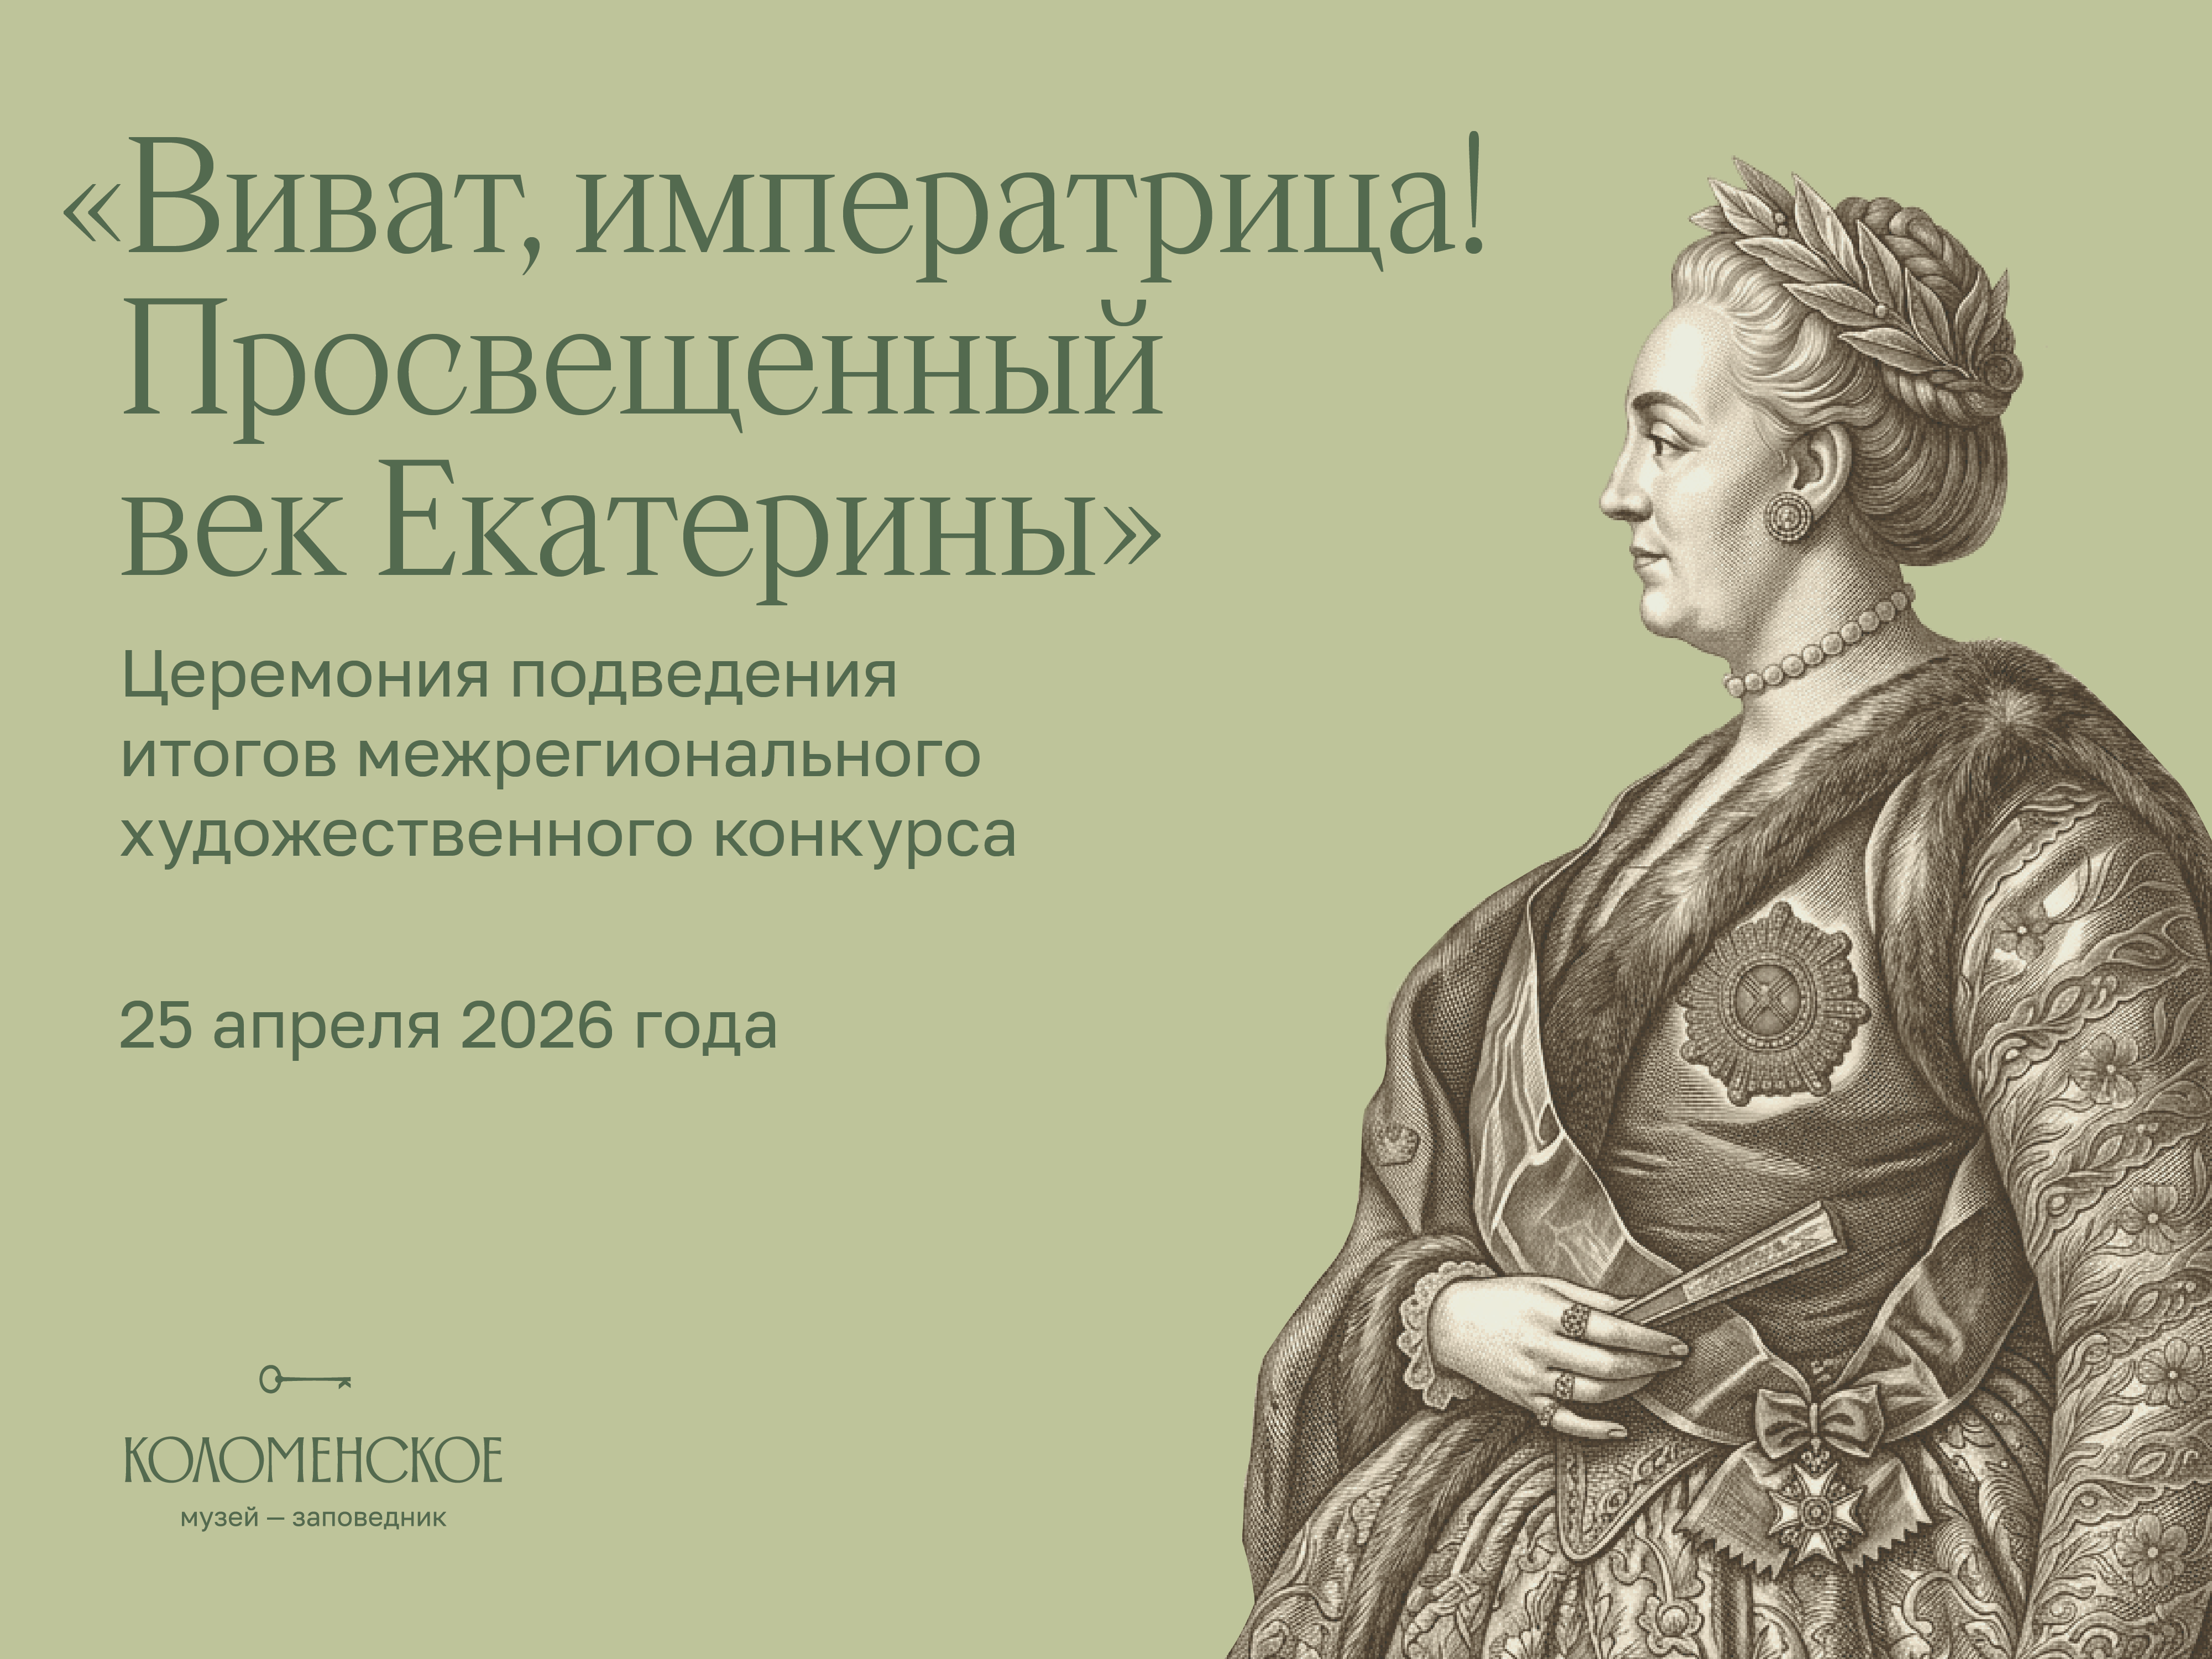 «Виват, императрица!
Просвещенный
век Екатерины»
Церемония подведения
итогов межрегионального
художественного конкурса
25 апреля 2026 года
КОЛОМЕНСКОЕ
музей – заповедник